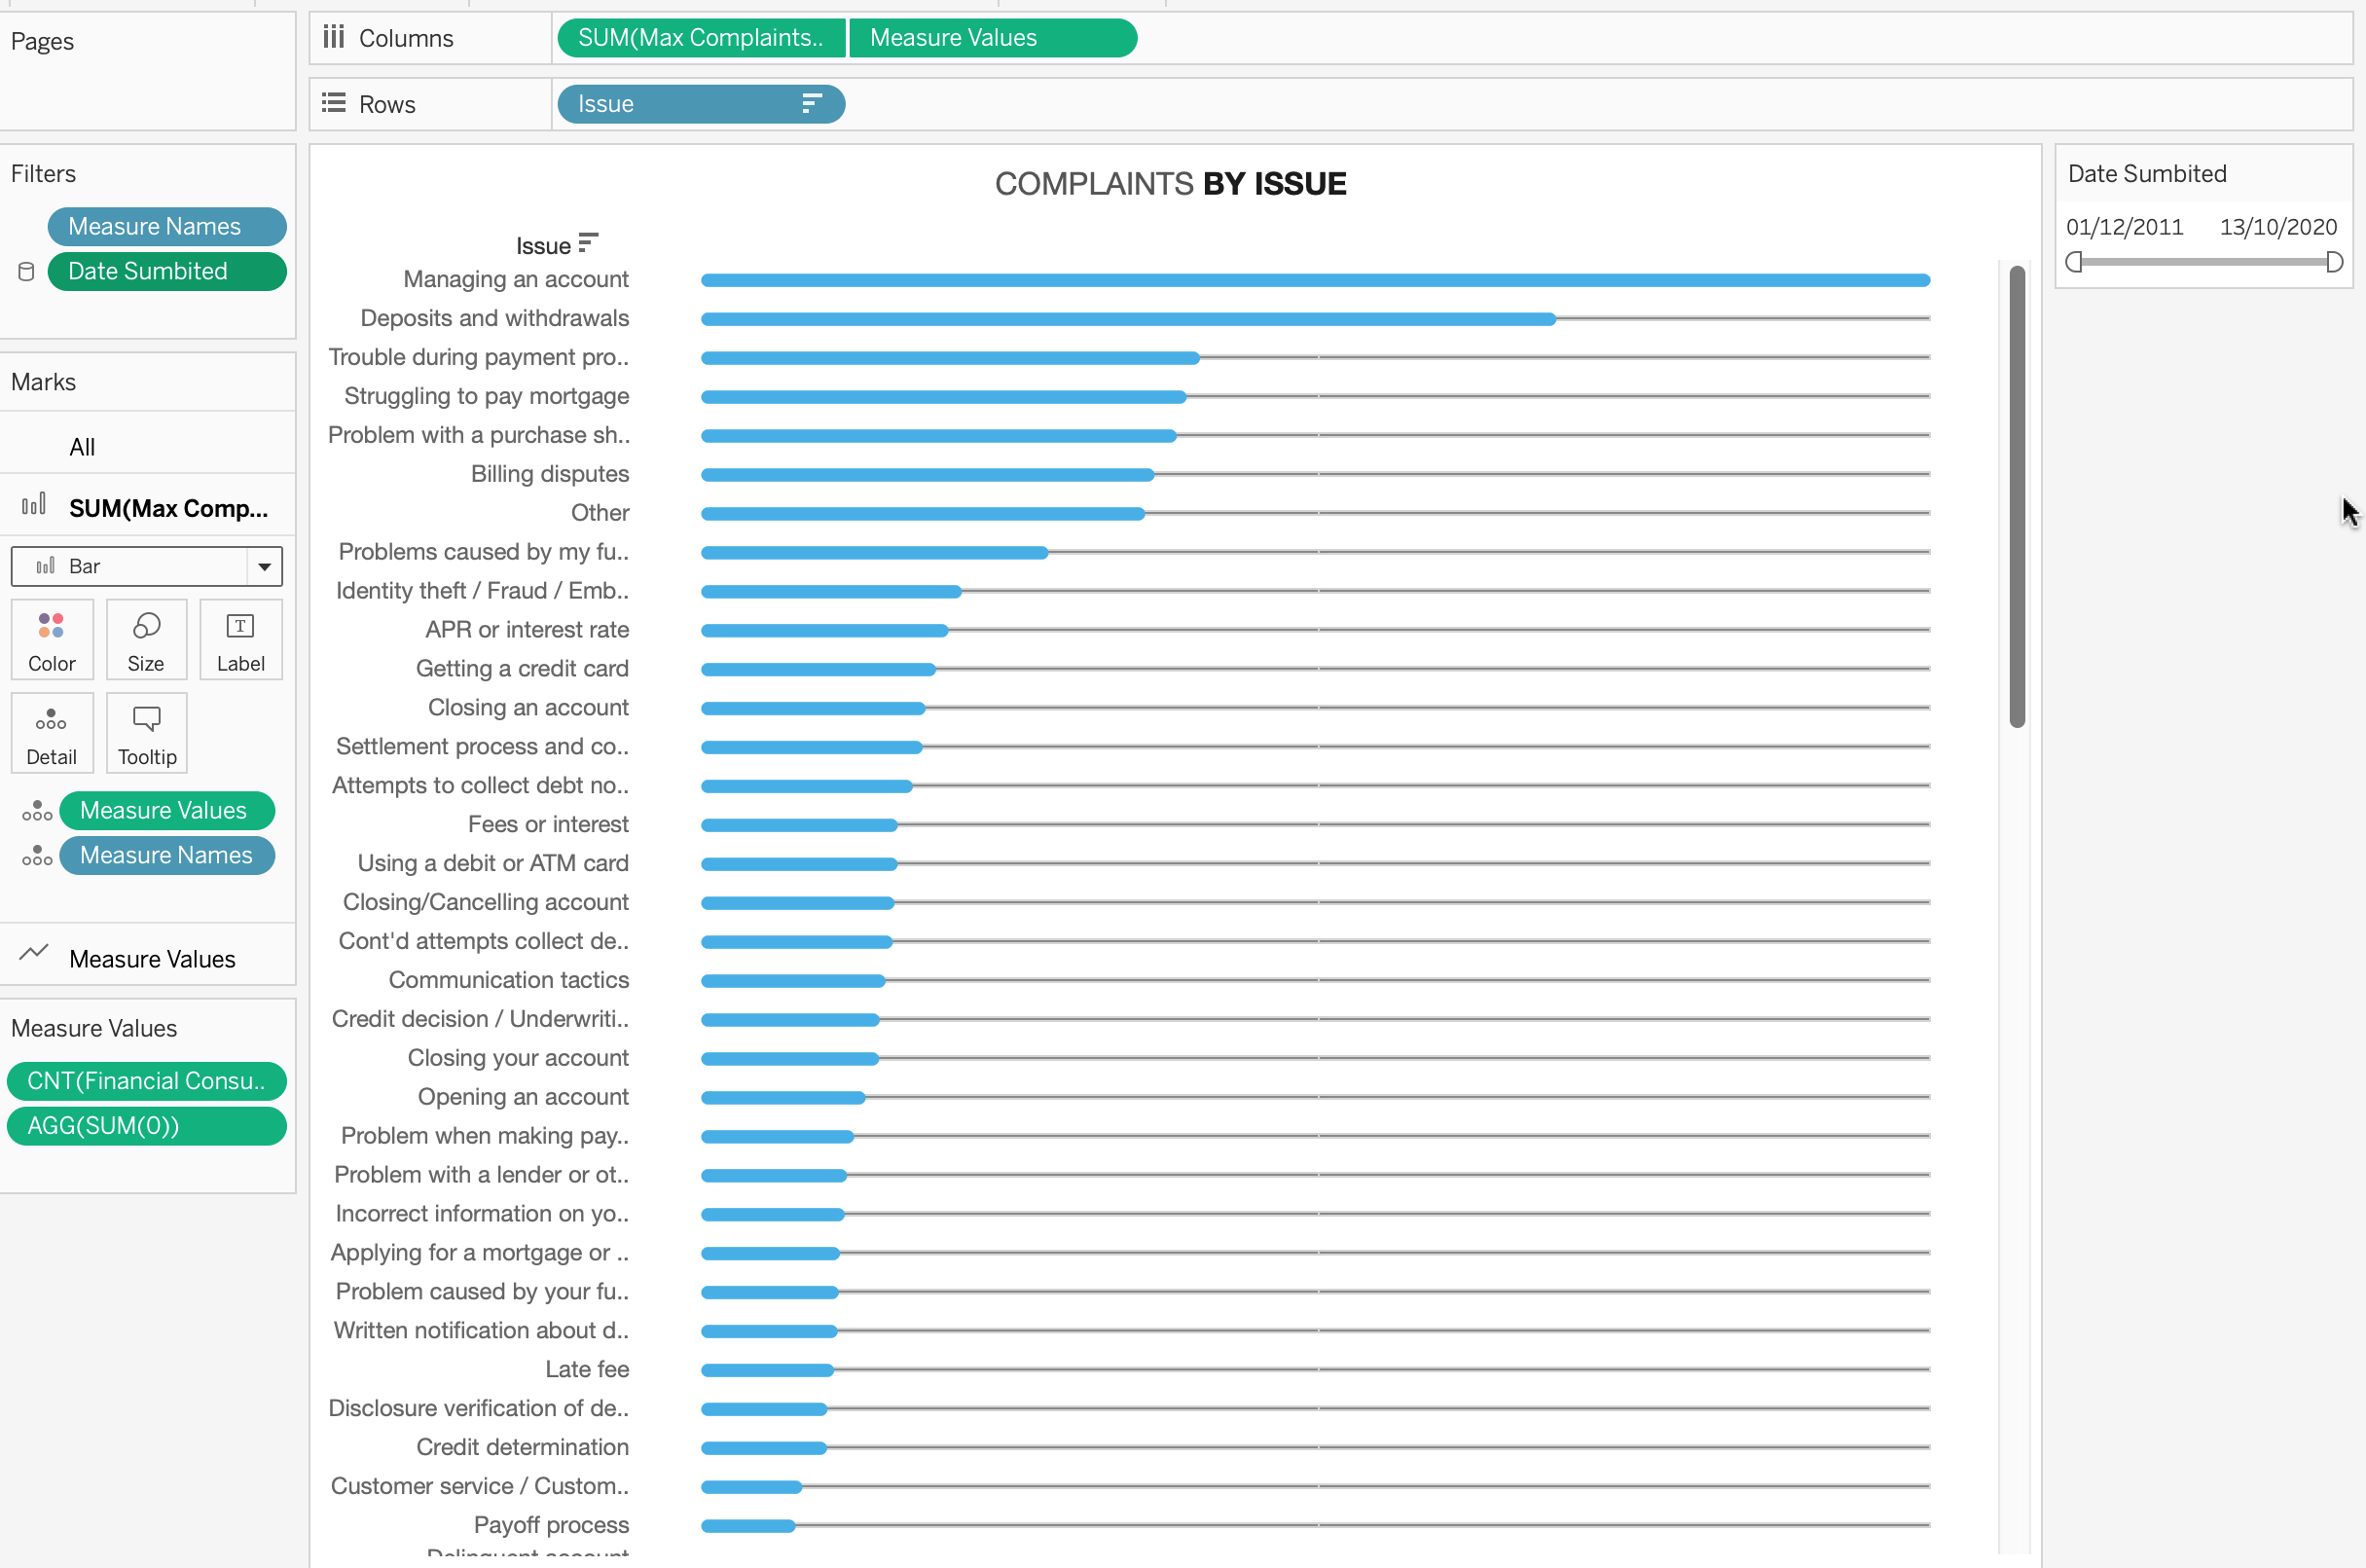 Pages
Columns
SUM(Max Complaints..
Measure Values
Rows
Issue
Filters
Measure Names
Date Sumbited
Marks
All
SUM(Max Comp...
Bar
Color
Size
T
Label
Detail
Tooltip
Measure Values
Measure Names
Measure Values
Measure Values
CNT(Financial Consu..
AGG(SUM(0))
COMPLAINTS BY ISSUE
Issue
Managing an account
Deposits and withdrawals
Trouble during payment pro..
Struggling to pay mortgage
Problem with a purchase sh..
Billing disputes
Other
Problems caused by my fu..
Identity theft / Fraud / Emb..
APR or interest rate
Getting a credit card
Closing an account
Settlement process and co..
Attempts to collect debt no..
Fees or interest
Using a debit or ATM card
Closing/Cancelling account
Cont'd attempts collect de..
Communication tactics
Credit decision / Underwriti..
Closing your account
Opening an account
Problem when making pay..
Problem with a lender or ot..
Incorrect information on yo..
Applying for a mortgage or ..
Problem caused by your fu..
Written notification about d..
Late fee
Disclosure verification of de..
Credit determination
Customer service / Custom..
Payoff process
Delinquent account
Date Sumbited
01/12/2011 13/10/2020